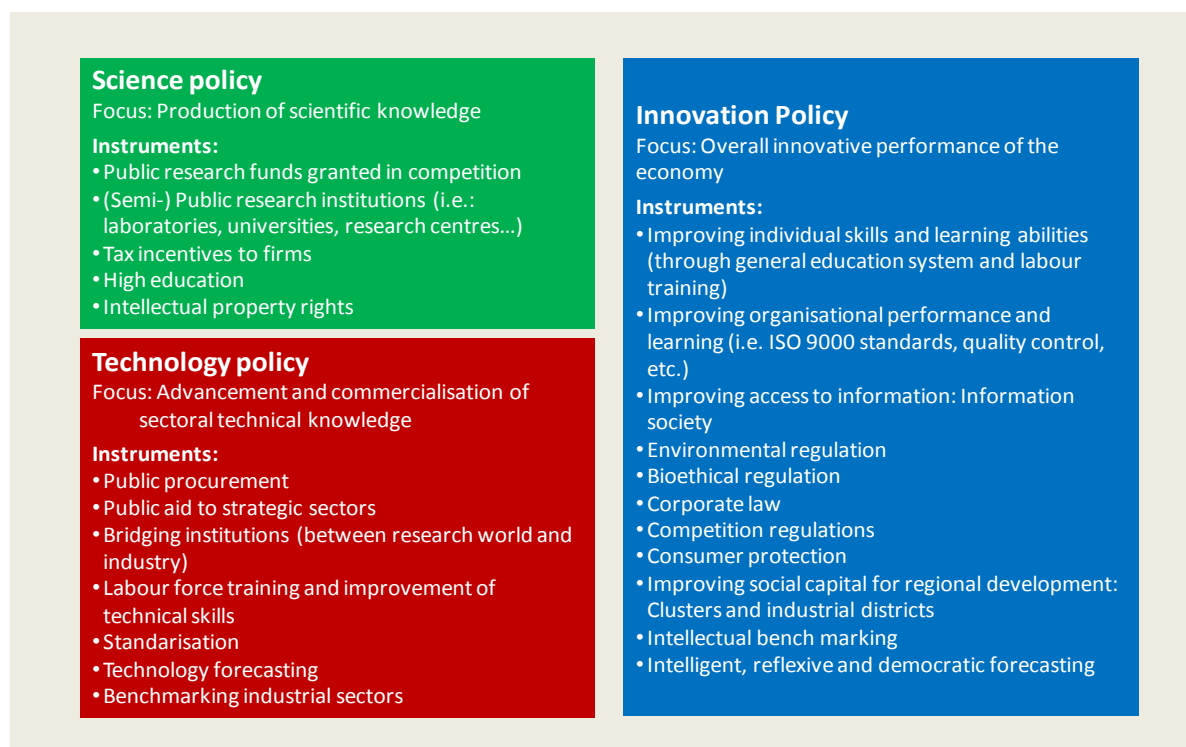 Science policy
Focus: Production of scientific knowledge
Instruments:
•Public research funds granted in competition
•(Semi-) Public research institutions (i.e.:
laboratories, universities, research centres…)
•Tax incentives to firms
•High education
•Intellectual property rights
Technology policy
Focus: Advancement and commercialisation of
sectoral technical knowledge
Instruments:
•Public procurement
•Public aid to strategic sectors
•Bridging institutions (between research world and
industry)
•Labour force training and improvement of
technical skills
•Standarisation
•Technology forecasting
•Benchmarking industrial sectors
Innovation Policy
Focus: Overall innovative performance of the
economy
Instruments:
•Improving individual skills and learning abilities
(through general education system and labour
training)
•Improving organisational performance and
learning (i.e. ISO 9000 standards, quality control,
etc.)
•Improving access to information: Information
society
•Environmental regulation
•Bioethical regulation
•Corporate law
•Competition regulations
•Consumer protection
•Improving social capital for regional development:
Clusters and industrial districts
•Intellectual bench marking
•Intelligent, reflexive and democratic forecasting